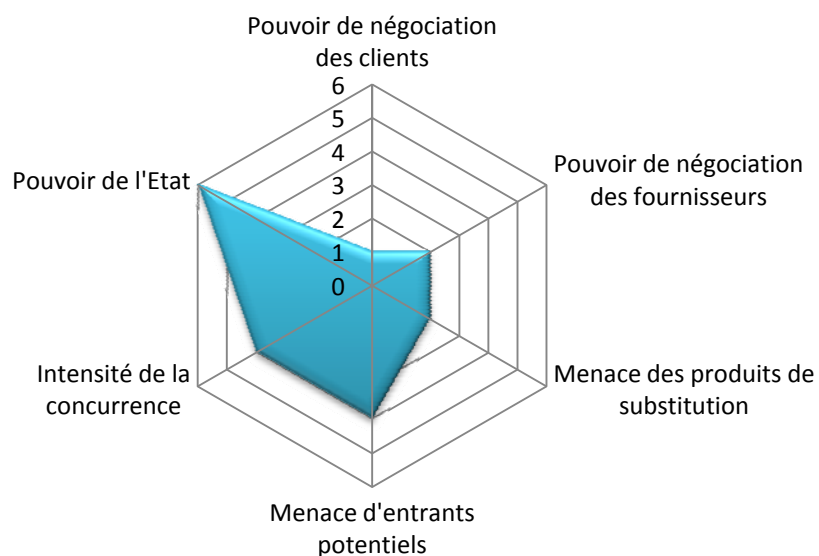 Pouvoir de négociation
des clients
6
5
4
3
2
1
0
Pouvoir de négociation
des fournisseurs
Menace des produits de
substitution
Menace d'entrants
potentiels
Intensité de la
concurrence
Pouvoir de l'Etat